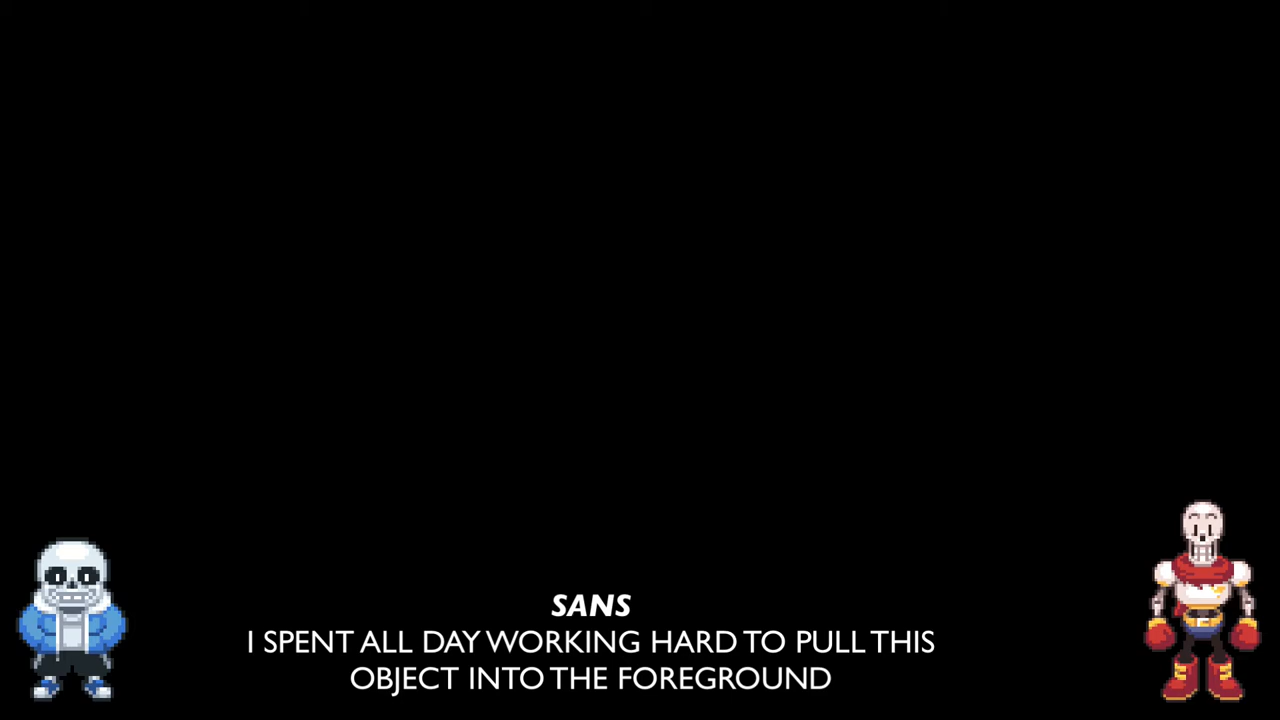 SANS
I SPENT ALL DAY WORKING HARD TO PULL THIS
OBJECT INTO THE FOREGROUND